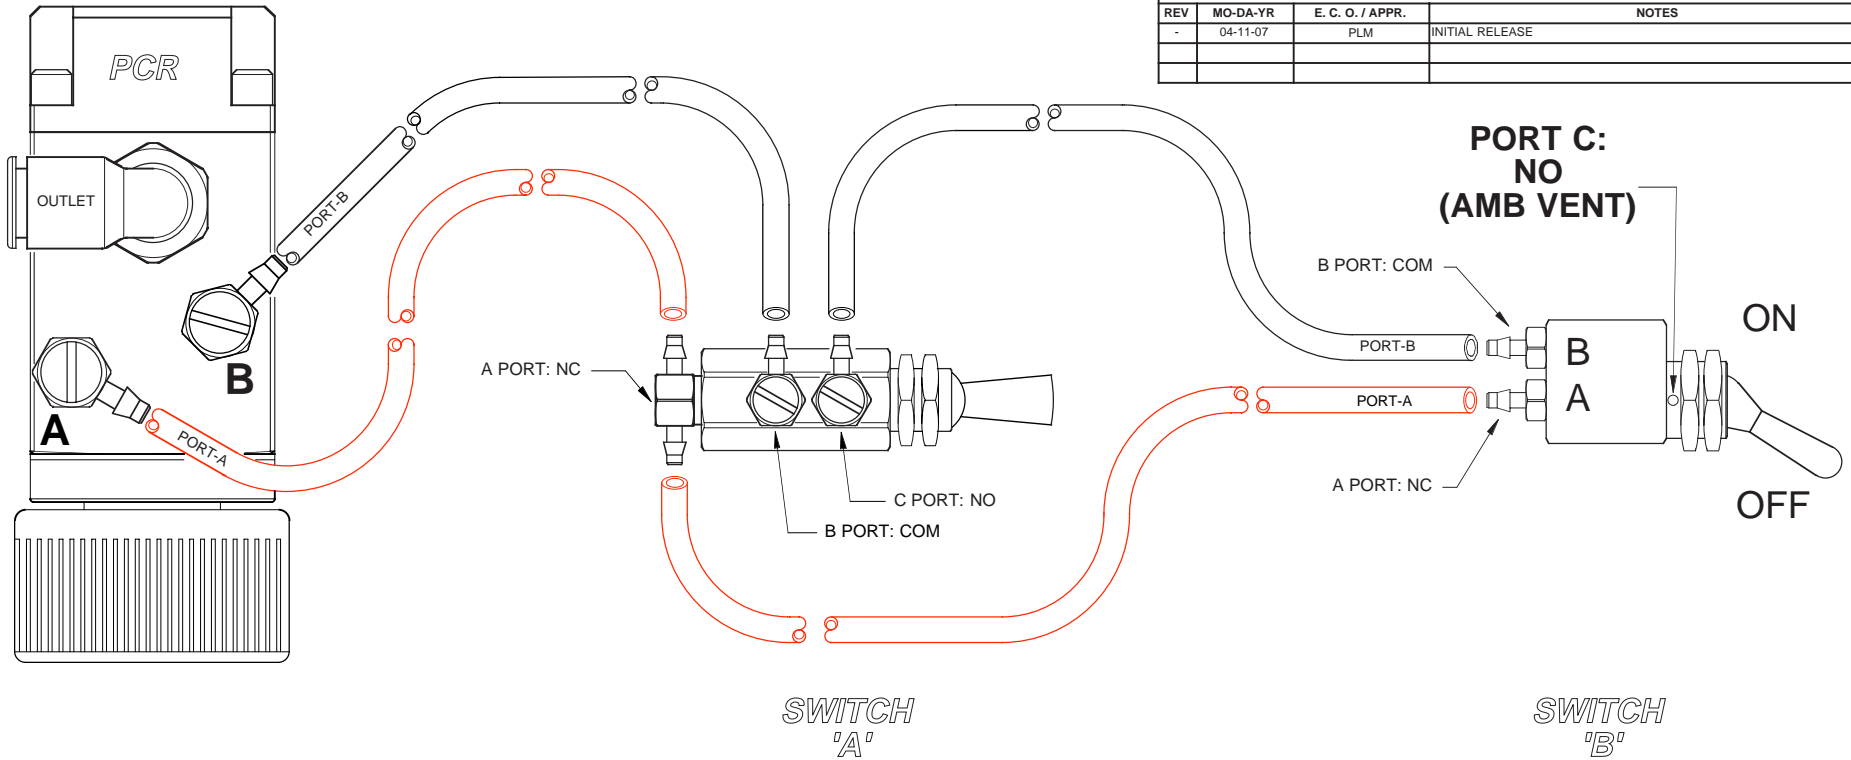 REV MO-DA-YR E. C. O. / APPR. NOTES
- 04-11-07 PLM INITIAL RELEASE
PCR
OUTLET
PORT-B
B
A
PORT-A
A PORT: NC
C PORT: NO
B PORT: COM
PORT C:
NO
(AMB VENT)
B PORT: COM
PORT-B
PORT-A
A PORT: NC
B
A
ON
OFF
SWITCH
'A'
SWITCH
'B'